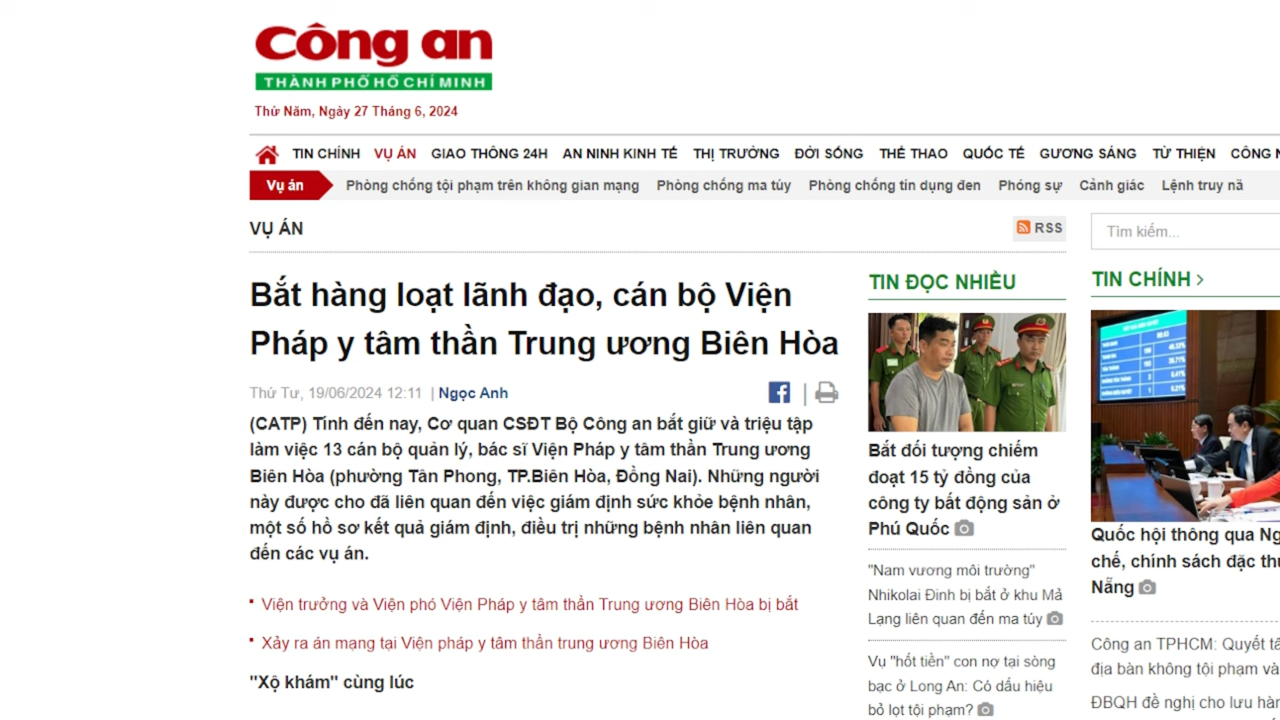 Công an
THÀNH PHỐ HỒ CHÍ MINH
Thứ Năm, Ngày 27 Tháng 6, 2024
TIN CHÍNH VỤ ÁN GIAO THÔNG 24H AN NINH KINH TẾ THỊ TRƯỜNG ĐỜI SỐNG THỂ THAO QUỐC TẾ GƯƠNG SÁNG TỪ THIỆN CÔNG
Vụ án Phòng chống tội phạm trên không gian mạng Phòng chống ma túy Phòng chống tín dụng đen Phóng sự Cảnh giác Lệnh truy nã
VỤ ÁN
RSS
Tìm kiếm...
Bắt hàng loạt lãnh đạo, cán bộ Viện
Pháp y tâm thần Trung ương Biên Hòa
Thứ Tư, 19/06/2024 12:11 | Ngọc Anh
(CATP) Tính đến nay, Cơ quan CSĐT Bộ Công an bắt giữ và triệu tập
làm việc 13 cán bộ quản lý, bác sĩ Viện Pháp y tâm thần Trung ương
Biên Hòa (phường Tân Phong, TP.Biên Hòa, Đồng Nai). Những người
này được cho đã liên quan đến việc giám định sức khỏe bệnh nhân,
một số hồ sơ kết quả giám định, điều trị những bệnh nhân liên quan
đến các vụ án.
Viện trưởng và Viện phó Viện Pháp y tâm thần Trung ương Biên Hòa bị bắt
Xảy ra án mạng tại Viện pháp y tâm thần trung ương Biên Hòa
"Xộ khám" cùng lúc
TIN ĐỌC NHIỀU
Bắt đối tượng chiếm
đoạt 15 tỷ đồng của
công ty bất động sản ở
Phú Quốc
"Nam vương môi trường"
Nhikolai Đinh bị bắt ở khu Mả
Lạng liên quan đến ma túy
Vụ "hốt tiền" con nợ tại sòng
bạc ở Long An: Có dấu hiệu
bỏ lọt tội phạm?
TIN CHÍNH >
Quốc hội thông qua
chế, chính sách đặc
Nẵng
Công an TPHCM: Quyết
địa bàn không tội phạm
ĐBQH đề nghị cho lưu